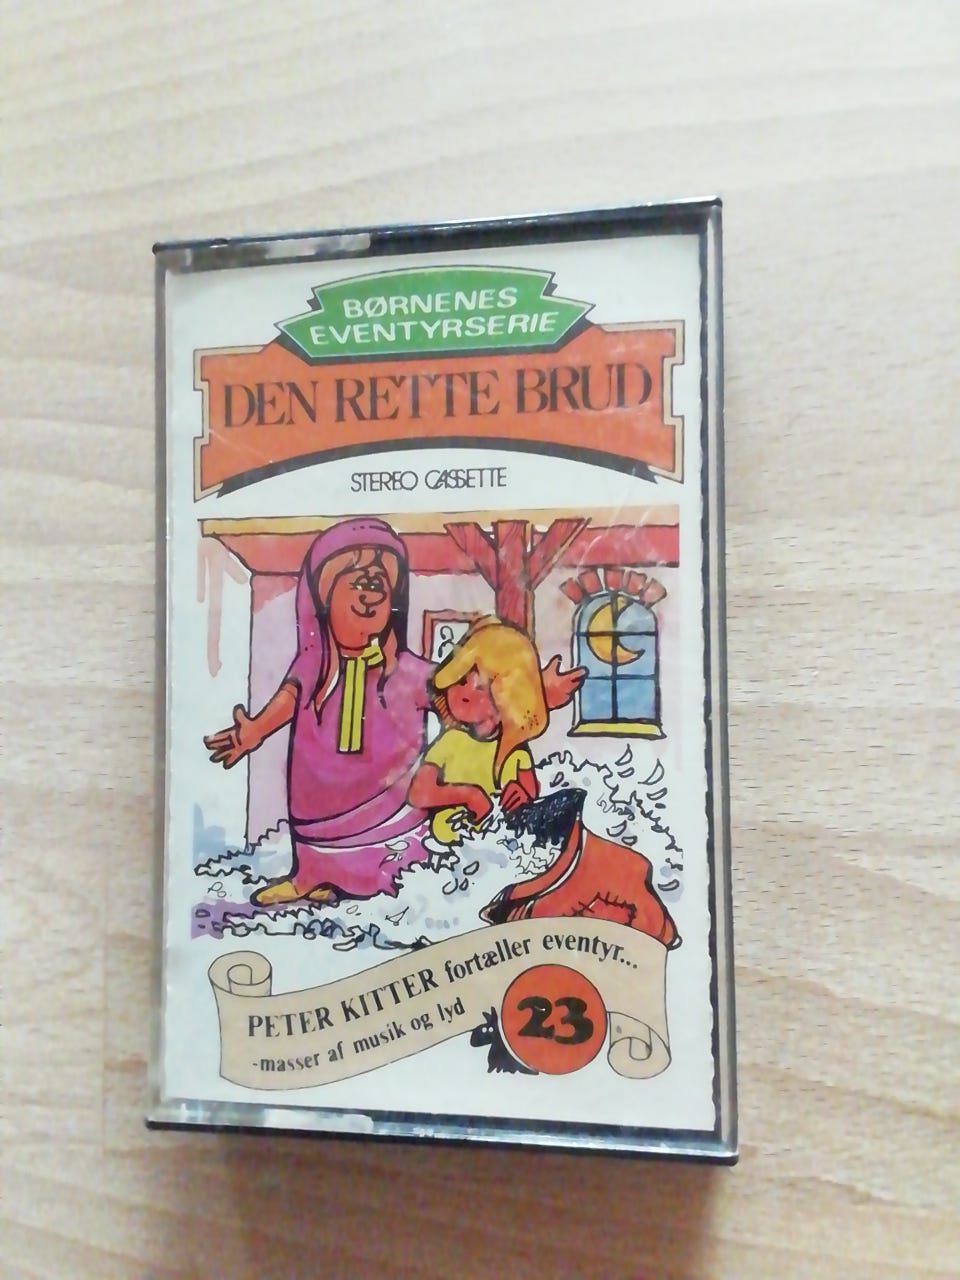 BØRNENES
EVENTYRSERIE
DEN RETTE BRUD
STEREO CASSETTE
PETER KITTER fortæller eventyr...
-masser af musik og lyd
23